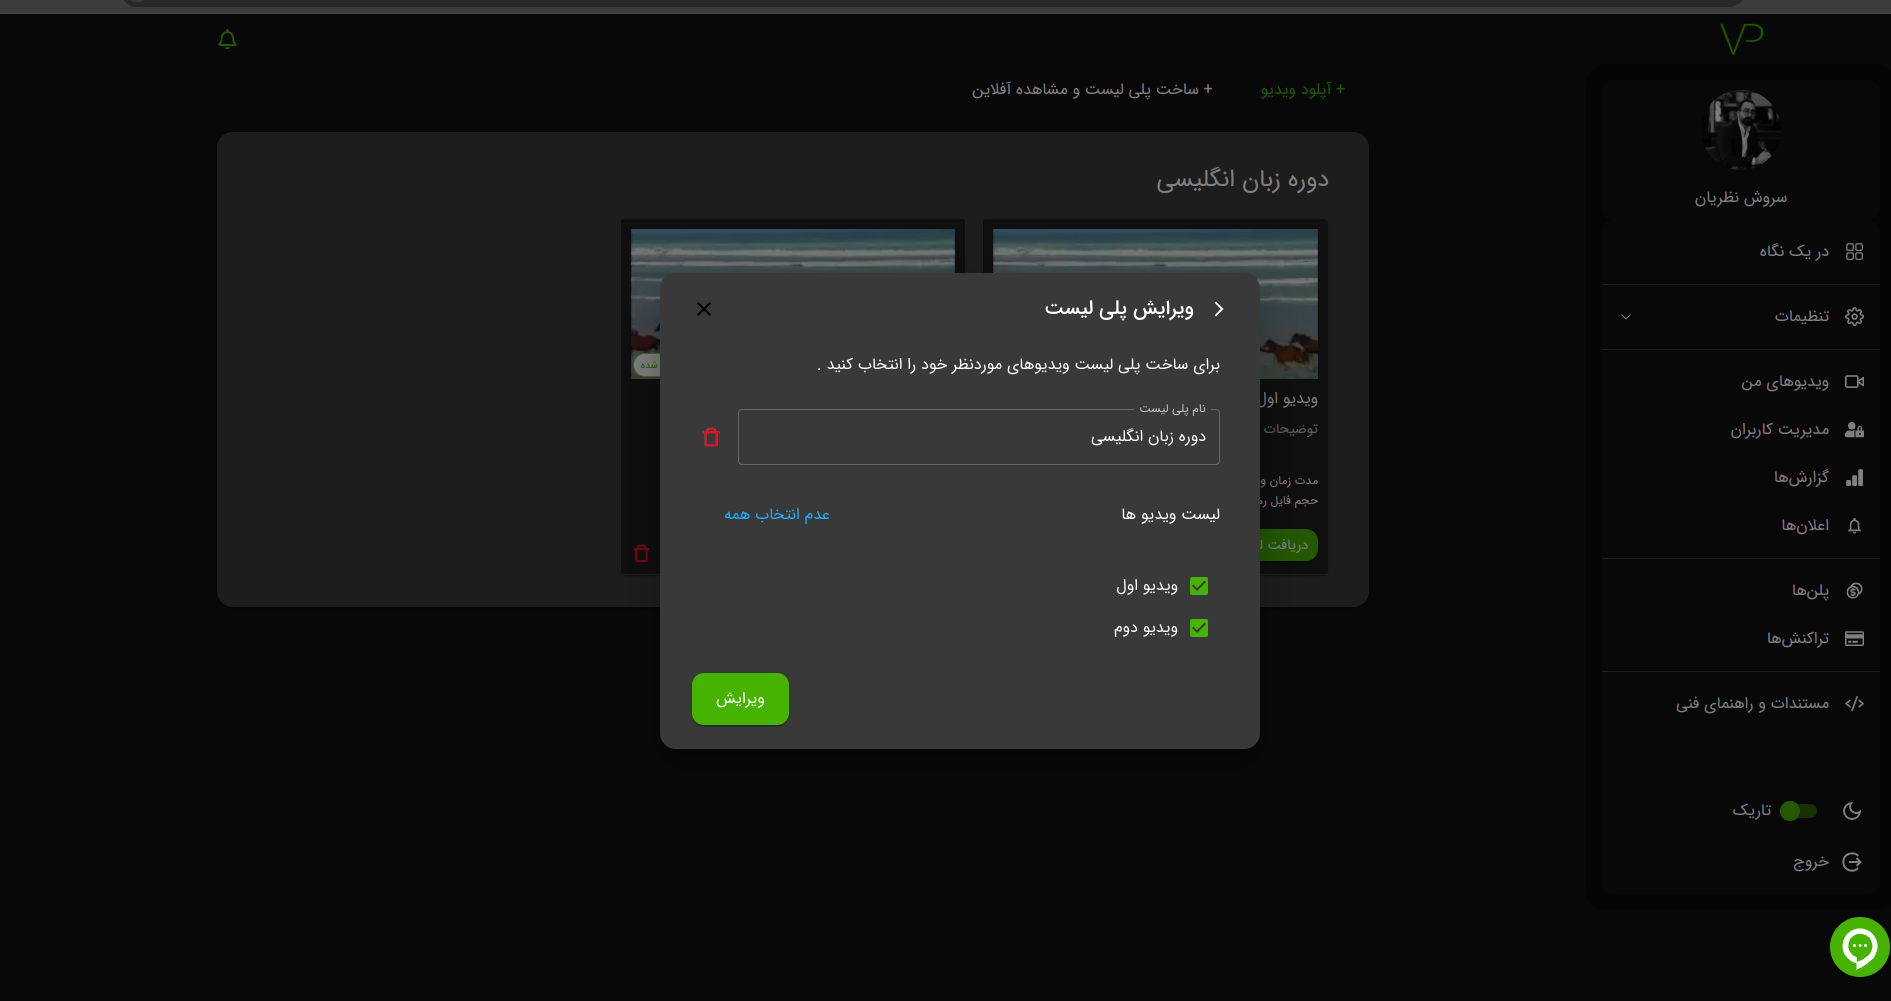 VP
سروش نظریان
در یک نگاه
تنظیمات
ویدیوهای من
مدیریت کاربران
گزارش‌ها
اعلان‌ها
پلن‌ها
تراکنش‌ها
مستندات و راهنمای فنی
تاریک
خروج
+ آپلود ویدیو
+ ساخت پلی لیست و مشاهده آفلاین
دوره زبان انگلیسی
ویدیو اول
توضیحات
مدت زمان و
حجم فایل
دریافت
شده
ویرایش پلی لیست
برای ساخت پلی لیست ویدیوهای موردنظر خود را انتخاب کنید .
نام پلی لیست
دوره زبان انگلیسی
لیست ویدیو ها
عدم انتخاب همه
ویدیو اول
ویدیو دوم
ویرایش